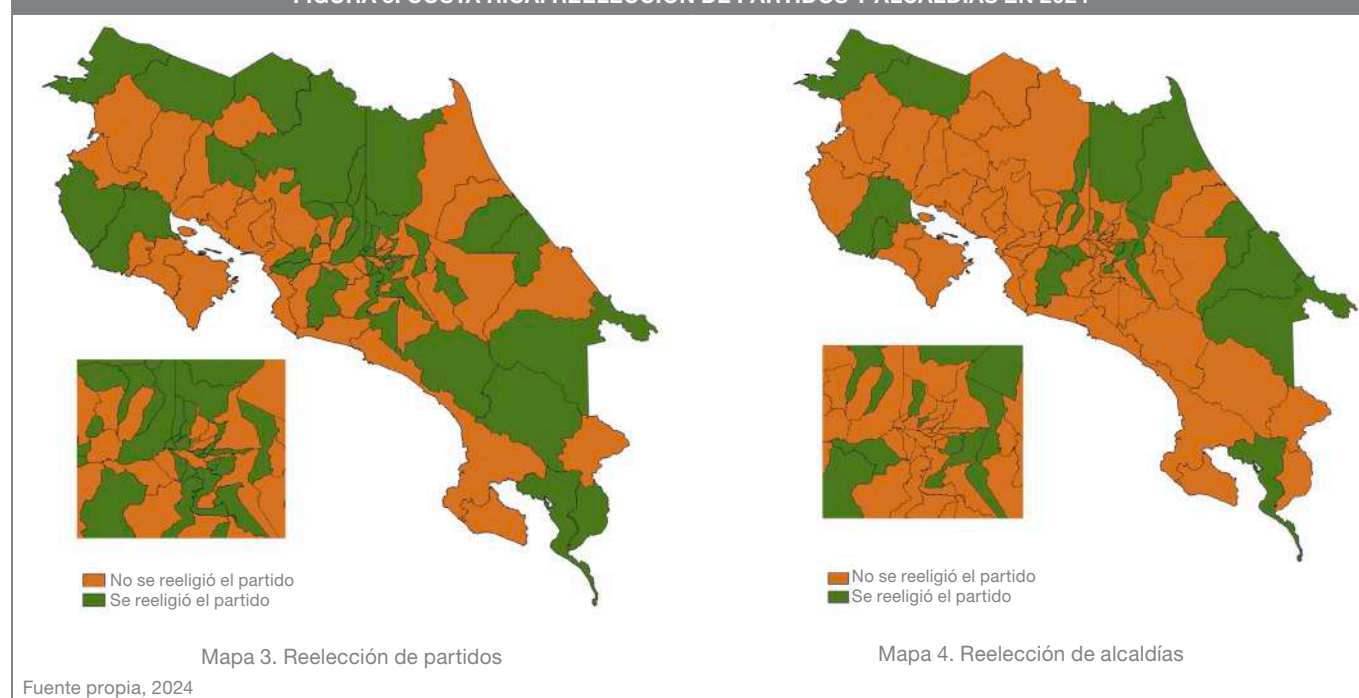 No se reeligió el partido
Se reeligió el partido
Mapa 3. Reelección de partidos
No se reeligió el partido
Se reeligió el partido
Mapa 4. Reelección de alcaldías
Fuente propia, 2024